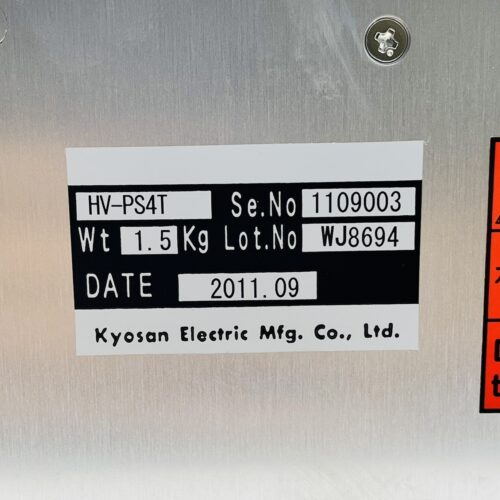 HV-PS4T Se.No 1109003
Wt 1.5 Kg Lot.No WJ8694
DATE 2011.09
Kyosan Electric Mfg. Co., Ltd.